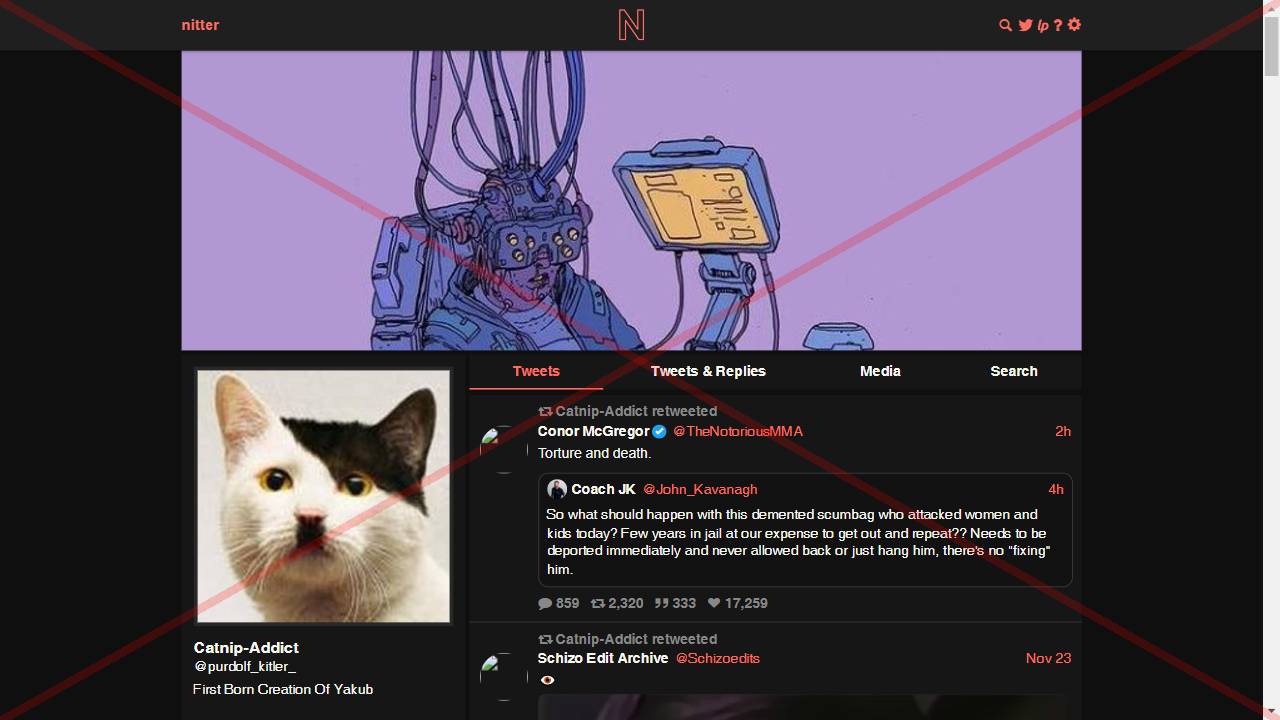 nitter
N
lp ?
Tweets
Tweets & Replies
Media
Search
Catnip-Addict retweeted
Conor McGregor @TheNotoriousMMA 2h
Torture and death.
Coach JK @John_Kavanagh 4h
So what should happen with this demented scumbag who attacked women and
kids today? Few years in jail at our expense to get out and repeat?? Needs to be
deported immediately and never allowed back or just hang him, there's no "fixing"
him.
859 2,320 333 17,259
Catnip-Addict retweeted
Schizo Edit Archive @Schizoedits Nov 23
Catnip-Addict
@purdolf_kitler_
First Born Creation Of Yakub